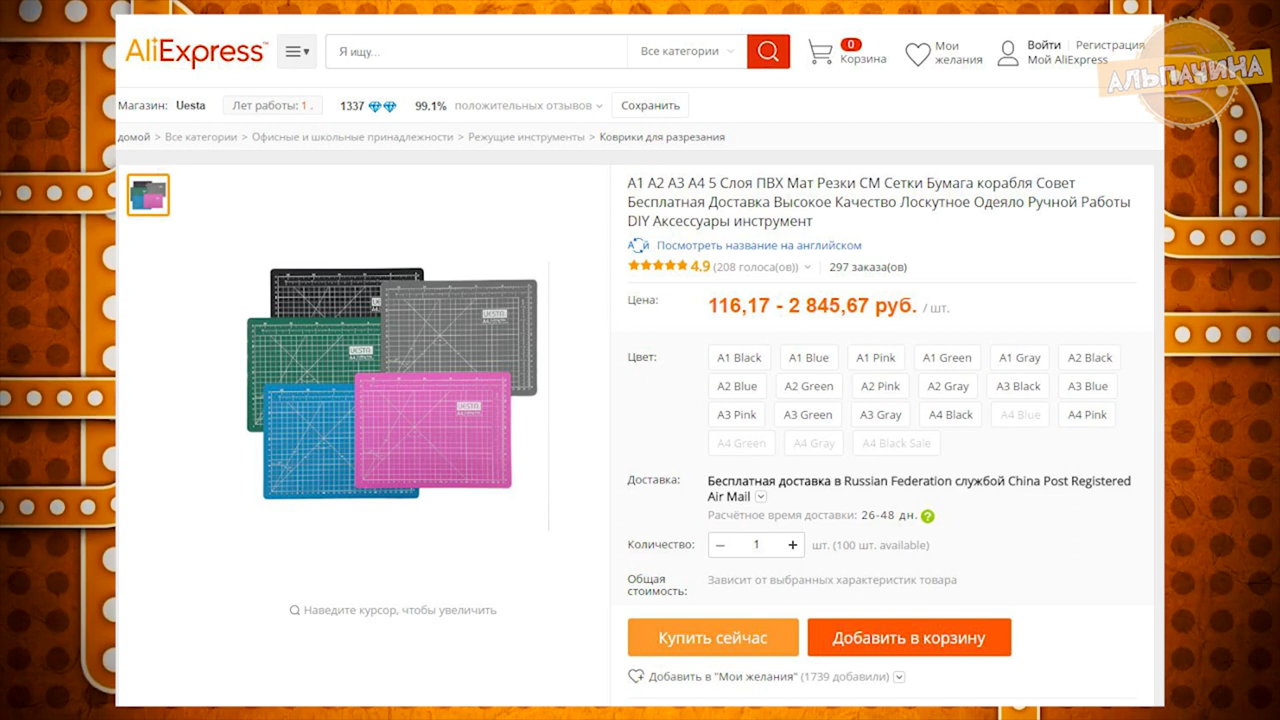 AliExpress™
Я ищу...
Все категории
0
Корзина
Мои желания
Войти | Регистрация
Мой AliExpress
АЛЬПАЧИНА
Магазин: Uesta
Лет работы: 1 .
1337
99.1% положительных отзывов
Сохранить
домой > Все категории > Офисные и школьные принадлежности > Режущие инструменты > Коврики для разрезания
A1 A2 A3 A4 5 Слоя ПВХ Мат Резки СМ Сетки Бумага корабля Совет
Бесплатная Доставка Высокое Качество Лоскутное Одеяло Ручной Работы
DIY Аксессуары инструмент
Посмотреть название на английском
4.9 (208 голоса(ов)) 297 заказа(ов)
Цена: 116,17 - 2 845,67 руб. / шт.
Цвет: A1 Black A1 Blue A1 Pink A1 Green A1 Gray A2 Black
A2 Blue A2 Green A2 Pink A2 Gray A3 Black A3 Blue
A3 Pink A3 Green A3 Gray A4 Black A4 Blue A4 Pink
A4 Green A4 Gray A4 Black Sale
Доставка: Бесплатная доставка в Russian Federation службой China Post Registered
Air Mail
Расчётное время доставки: 26-48 дн. ?
Количество: – 1 + шт. (100 шт. available)
Общая стоимость: Зависит от выбранных характеристик товара
Купить сейчас
Добавить в корзину
Добавить в "Мои желания" (1739 добавили)
UESTA
UESTA
UESTA
Наведите курсор, чтобы увеличить